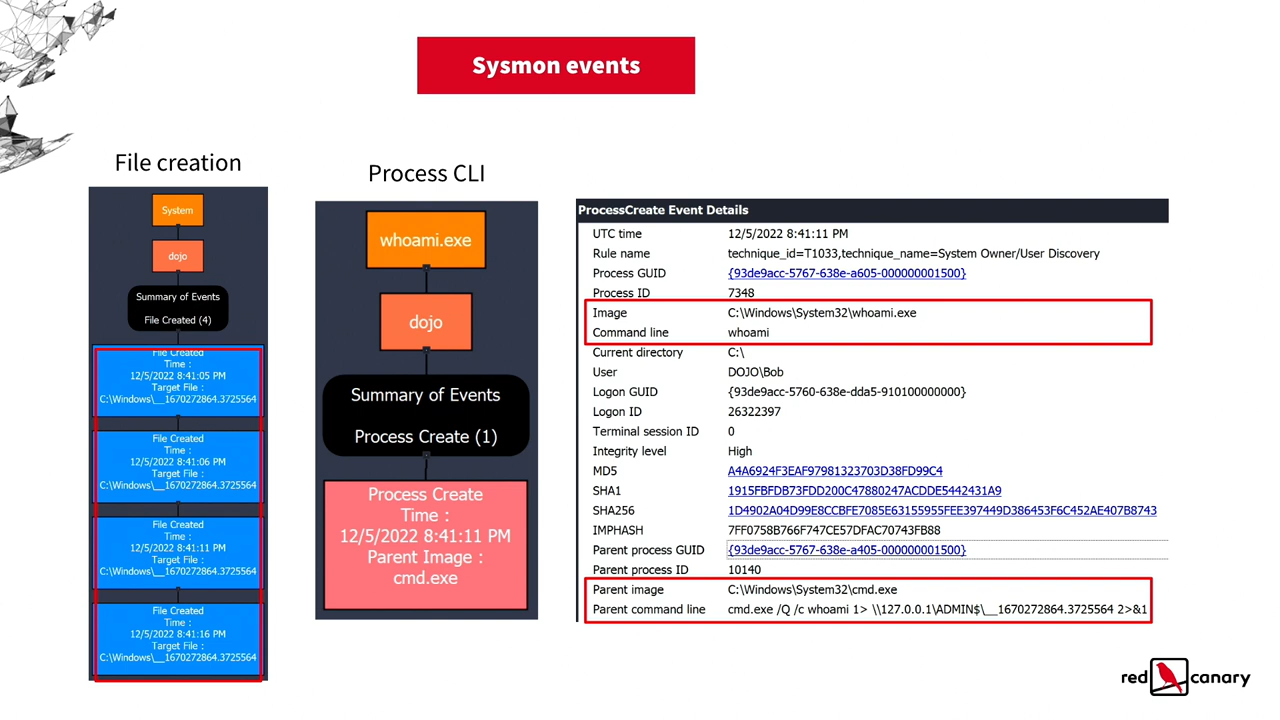 Sysmon events
File creation
System
dojo
Summary of Events
File Created (4)
File Created
Time :
12/5/2022 8:41:05 PM
Target File :
C:\Windows\__1670272864.3725564
File Created
Time :
12/5/2022 8:41:06 PM
Target File :
C:\Windows\__1670272864.3725564
File Created
Time :
12/5/2022 8:41:11 PM
Target File :
C:\Windows\__1670272864.3725564
File Created
Time :
12/5/2022 8:41:16 PM
Target File :
C:\Windows\__1670272864.3725564
Process CLI
whoami.exe
dojo
Summary of Events
Process Create (1)
Process Create
Time :
12/5/2022 8:41:11 PM
Parent Image :
cmd.exe
ProcessCreate Event Details
UTC time 12/5/2022 8:41:11 PM
Rule name technique_id=T1033,technique_name=System Owner/User Discovery
Process GUID {93de9acc-5767-638e-a605-000000001500}
Process ID 7348
Image C:\Windows\System32\whoami.exe
Command line whoami
Current directory C:\
User DOJO\Bob
Logon GUID {93de9acc-5760-638e-dda5-910100000000}
Logon ID 26322397
Terminal session ID 0
Integrity level High
MD5 A4A6924F3EAF97981323703D38FD99C4
SHA1 1915FBFDB73FDD200C47880247ACDDE5442431A9
SHA256 1D4902A04D99E8CCBFE7085E63155955FEE397449D386453F6C452AE407B8743
IMPHASH 7FF0758B766F747CE57DFAC70743FB88
Parent process GUID {93de9acc-5767-638e-a405-000000001500}
Parent process ID 10140
Parent image C:\Windows\System32\cmd.exe
Parent command line cmd.exe /Q /c whoami 1> \\127.0.0.1\ADMIN$\__1670272864.3725564 2>&1
red canary